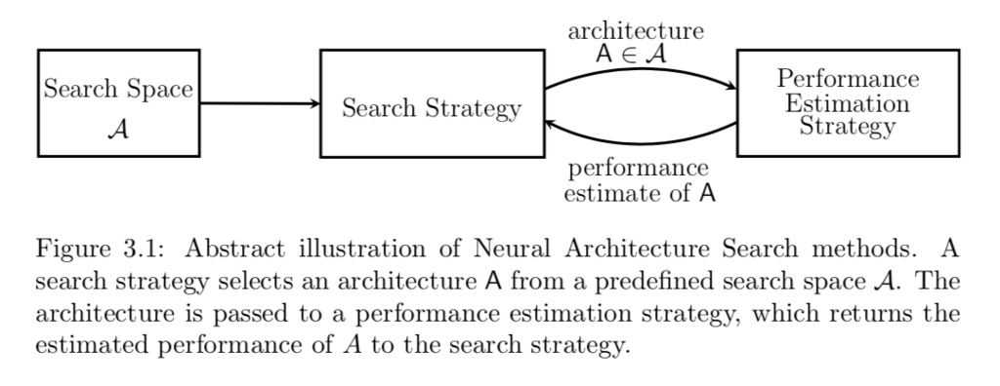 Search Space
𝒜
Search Strategy
architecture
A ∈ 𝒜
Performance
Estimation
Strategy
performance
estimate of A
Figure 3.1: Abstract illustration of Neural Architecture Search methods. A
search strategy selects an architecture A from a predefined search space 𝒜. The
architecture is passed to a performance estimation strategy, which returns the
estimated performance of A to the search strategy.